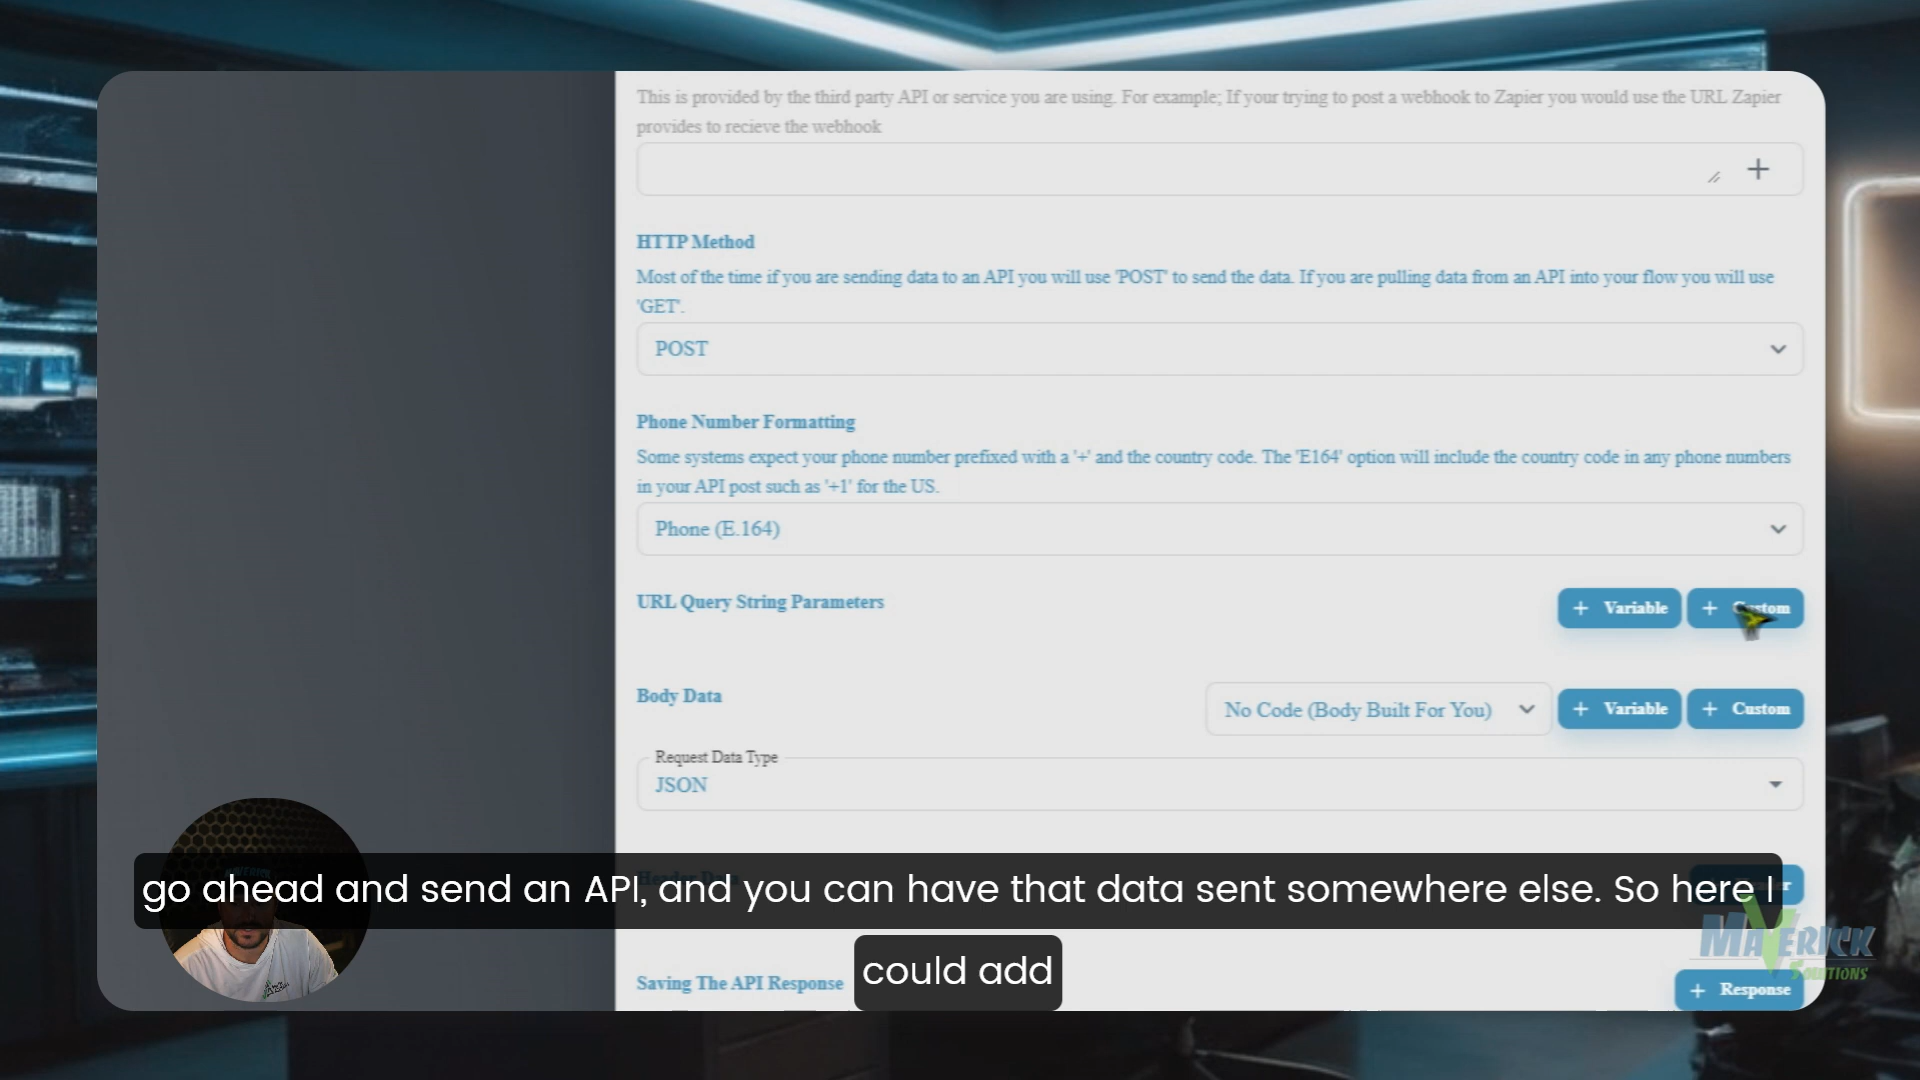 This is provided by the third party API or service you are using. For example; If your trying to post a webhook to Zapier you would use the URL Zapier
provides to recieve the webhook
HTTP Method
Most of the time if you are sending data to an API you will use 'POST' to send the data. If you are pulling data from an API into your flow you will use
'GET'.
POST
Phone Number Formatting
Some systems expect your phone number prefixed with a '+' and the country code. The 'E164' option will include the country code in any phone numbers
in your API post such as '+1' for the US.
Phone (E.164)
URL Query String Parameters
+ Variable
+ Custom
Body Data
No Code (Body Built For You)
+ Variable
+ Custom
Request Data Type
JSON
go ahead and send an API, and you can have that data sent somewhere else. So here I
could add
MAVERICK
SOLUTIONS
Saving The API Response
+ Response